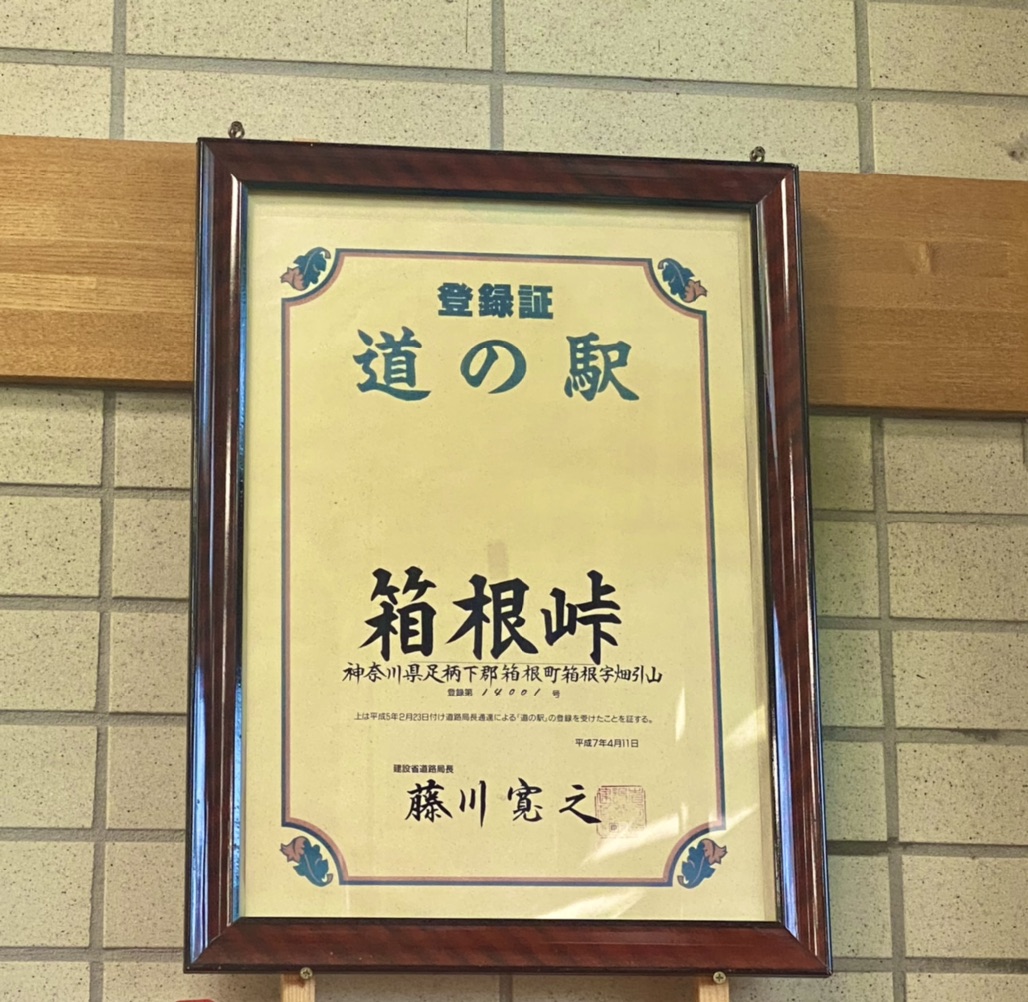 登録証
道の駅
箱根峠
神奈川県足柄下郡箱根町箱根字畑引山
登録第 14001 号
上は平成5年2月23日付け道路局長通達による「道の駅」の登録を受けたことを証する。
平成7年4月11日
建設省道路局長
藤川寛之